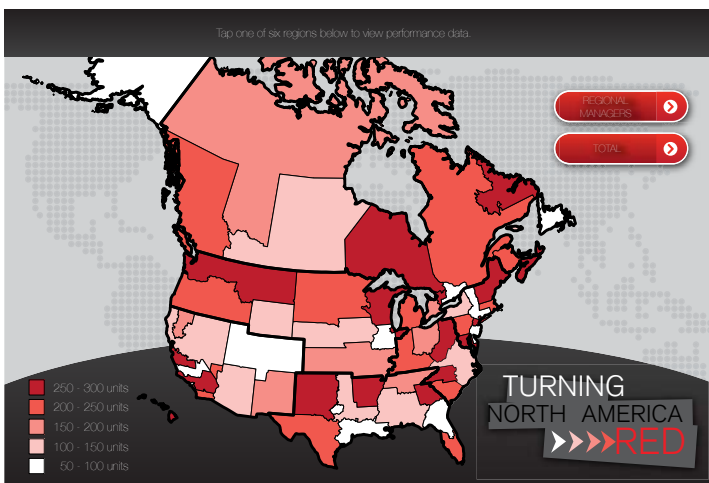 Tap one of six regions below to view performance data.
REGIONAL
MANAGERS
TOTAL
250 - 300 units
200 - 250 units
150 - 200 units
100 - 150 units
50 - 100 units
TURNING
NORTH AMERICA
RED